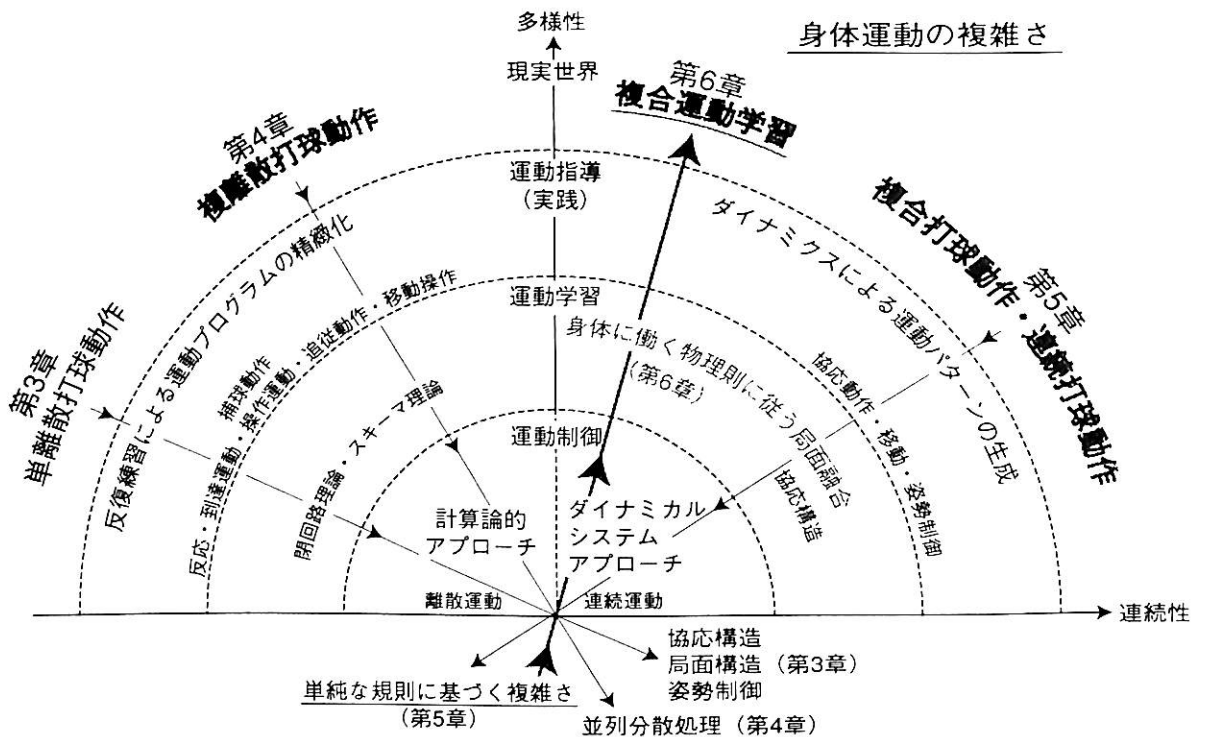 身体運動の複雑さ
多様性
現実世界
第6章
複合運動学習
第4章
複離散打球動作
第3章
単離散打球動作
第5章
複合打球動作・連続打球動作
運動指導
(実践)
反復練習による運動プログラムの精緻化
ダイナミクスによる運動パターンの生成
運動学習
捕球動作
反応・到達運動・操作運動・追従動作・移動操作
協応動作・移動・姿勢制御
身体に働く物理則に従う局面融合
(第6章)
協応構造
閉回路理論・スキーマ理論
運動制御
計算論的
アプローチ
ダイナミカル
システム
アプローチ
離散運動
連続運動
連続性
協応構造
局面構造(第3章)
姿勢制御
単純な規則に基づく複雑さ
(第5章)
並列分散処理(第4章)